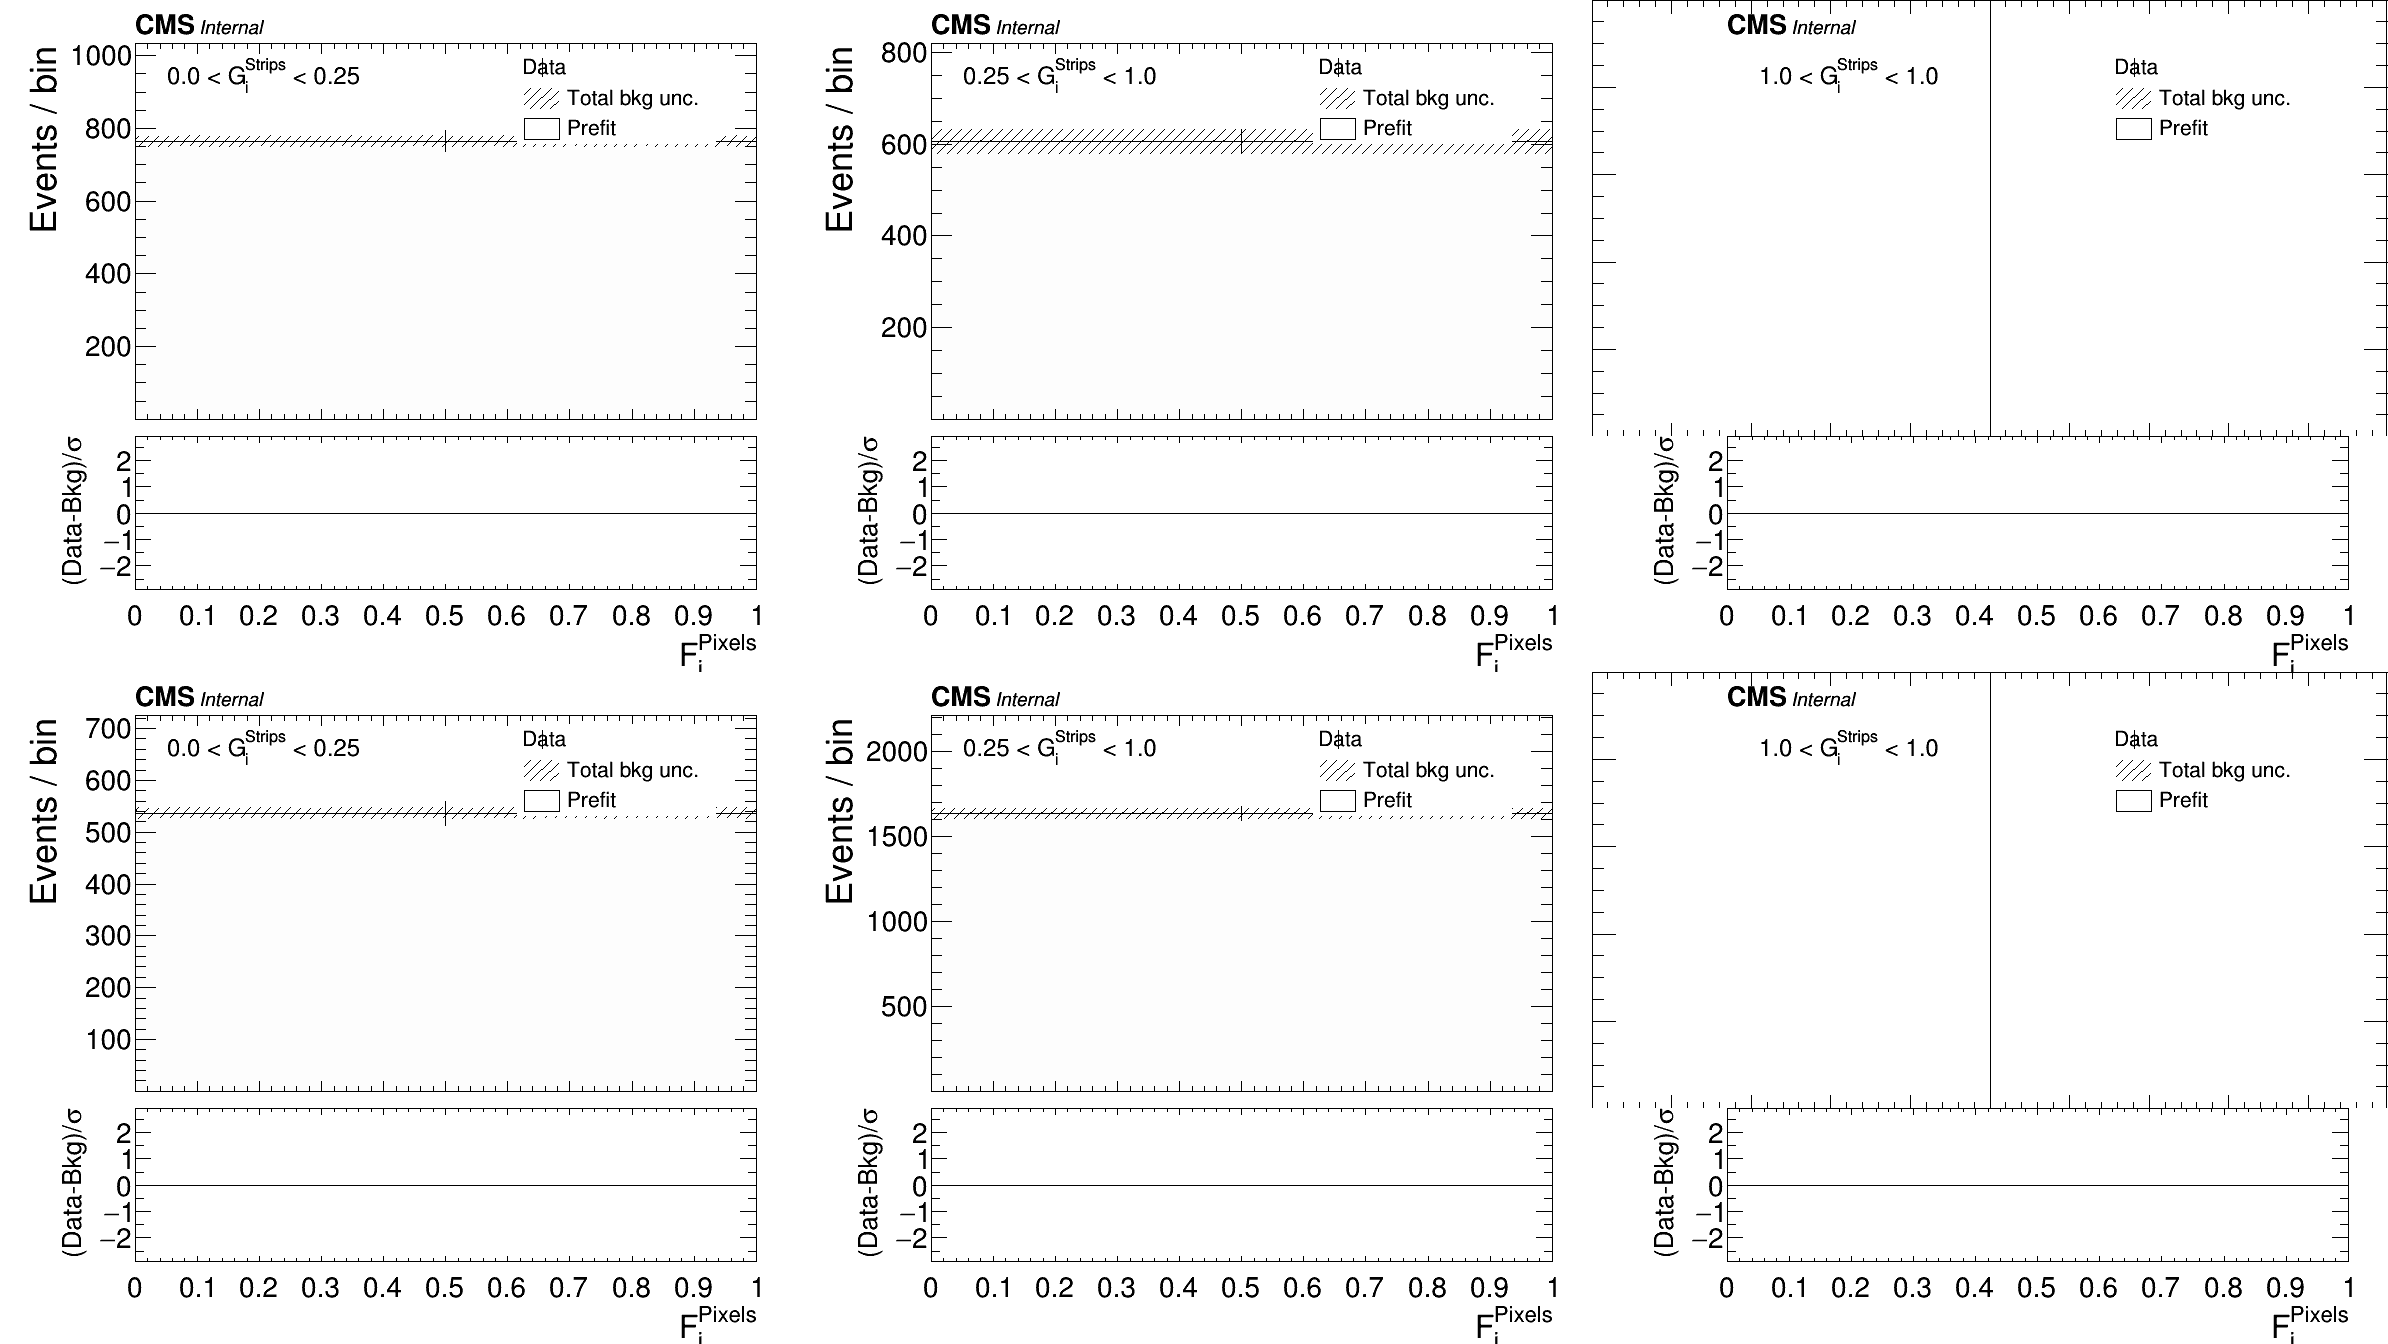 CMS Internal
Events / bin
1000
800
600
400
200
0.0 < G_i^Strips < 0.25
Data
Total bkg unc.
Prefit
(Data-Bkg)/σ
2
1
0
−1
−2
0 0.1 0.2 0.3 0.4 0.5 0.6 0.7 0.8 0.9 1
F_i^Pixels
CMS Internal
Events / bin
800
600
400
200
0.25 < G_i^Strips < 1.0
Data
Total bkg unc.
Prefit
(Data-Bkg)/σ
2
1
0
−1
−2
0 0.1 0.2 0.3 0.4 0.5 0.6 0.7 0.8 0.9 1
F_i^Pixels
CMS Internal
1.0 < G_i^Strips < 1.0
Data
Total bkg unc.
Prefit
(Data-Bkg)/σ
2
1
0
−1
−2
0 0.1 0.2 0.3 0.4 0.5 0.6 0.7 0.8 0.9 1
F_i^Pixels
CMS Internal
Events / bin
700
600
500
400
300
200
100
0.0 < G_i^Strips < 0.25
Data
Total bkg unc.
Prefit
(Data-Bkg)/σ
2
1
0
−1
−2
0 0.1 0.2 0.3 0.4 0.5 0.6 0.7 0.8 0.9 1
F_i^Pixels
CMS Internal
Events / bin
2000
1500
1000
500
0.25 < G_i^Strips < 1.0
Data
Total bkg unc.
Prefit
(Data-Bkg)/σ
2
1
0
−1
−2
0 0.1 0.2 0.3 0.4 0.5 0.6 0.7 0.8 0.9 1
F_i^Pixels
CMS Internal
1.0 < G_i^Strips < 1.0
Data
Total bkg unc.
Prefit
(Data-Bkg)/σ
2
1
0
−1
−2
0 0.1 0.2 0.3 0.4 0.5 0.6 0.7 0.8 0.9 1
F_i^Pixels